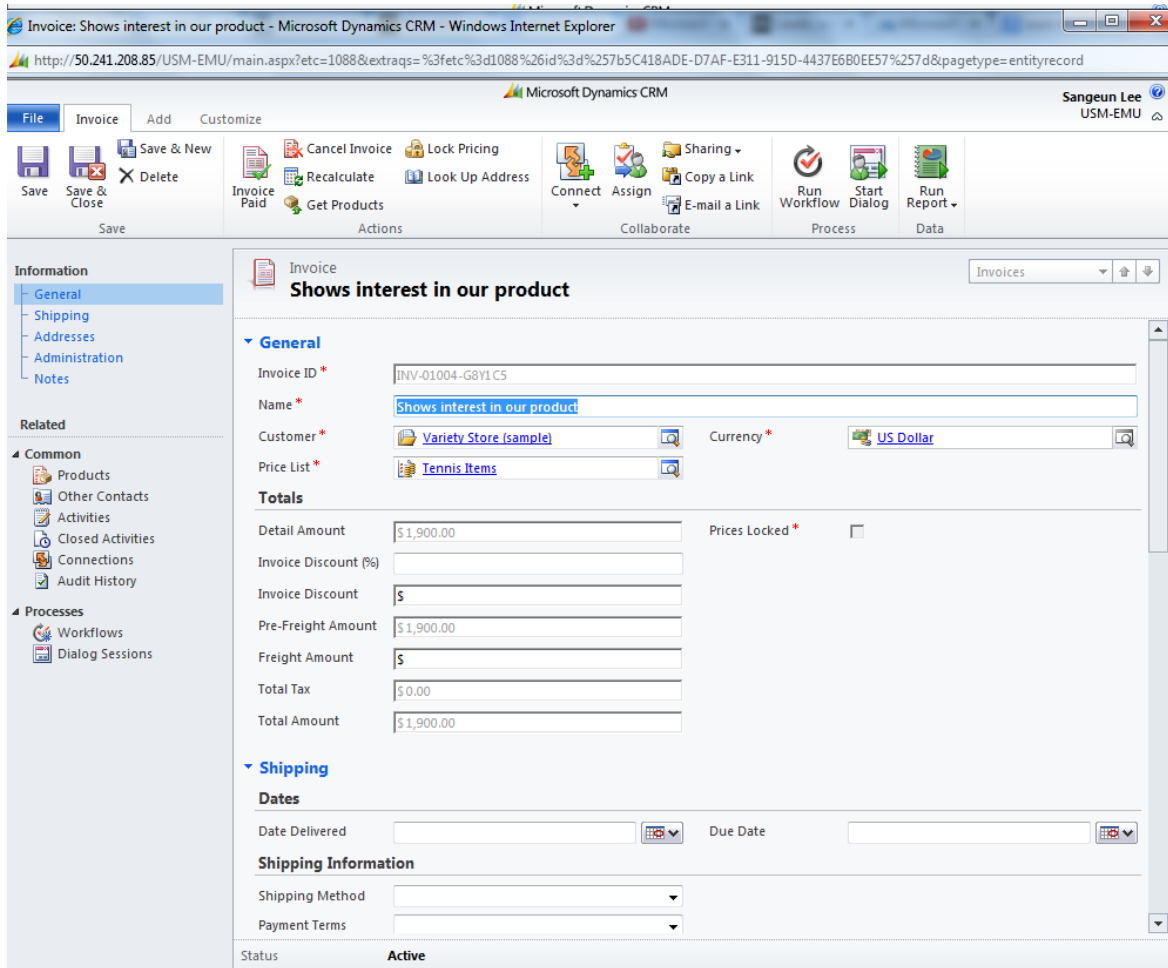 Invoice: Shows interest in our product - Microsoft Dynamics CRM - Windows Internet Explorer
http://50.241.208.85/USM-EMU/main.aspx?etc=1088&extraqs=%3fetc%3d1088%26id%3d%257b5C418ADE-D7AF-E311-915D-4437E6B0EE57%257d&pagetype=entityrecord
Microsoft Dynamics CRM
Sangeun Lee
USM-EMU
File Invoice Add Customize
Save
Save & Close
Save & New
Delete
Save
Invoice Paid
Cancel Invoice
Recalculate
Get Products
Lock Pricing
Look Up Address
Actions
Connect
Assign
Sharing
Copy a Link
E-mail a Link
Collaborate
Run Workflow
Start Dialog
Process
Run Report
Data
Information
General
Shipping
Addresses
Administration
Notes
Related
Common
Products
Other Contacts
Activities
Closed Activities
Connections
Audit History
Processes
Workflows
Dialog Sessions
Invoice
Shows interest in our product
Invoices
General
Invoice ID * INV-01004-G8Y1C5
Name * Shows interest in our product
Customer * Variety Store (sample) Currency * US Dollar
Price List * Tennis Items
Totals
Detail Amount $1,900.00 Prices Locked *
Invoice Discount (%)
Invoice Discount $
Pre-Freight Amount $1,900.00
Freight Amount $
Total Tax $0.00
Total Amount $1,900.00
Shipping
Dates
Date Delivered Due Date
Shipping Information
Shipping Method
Payment Terms
Status Active